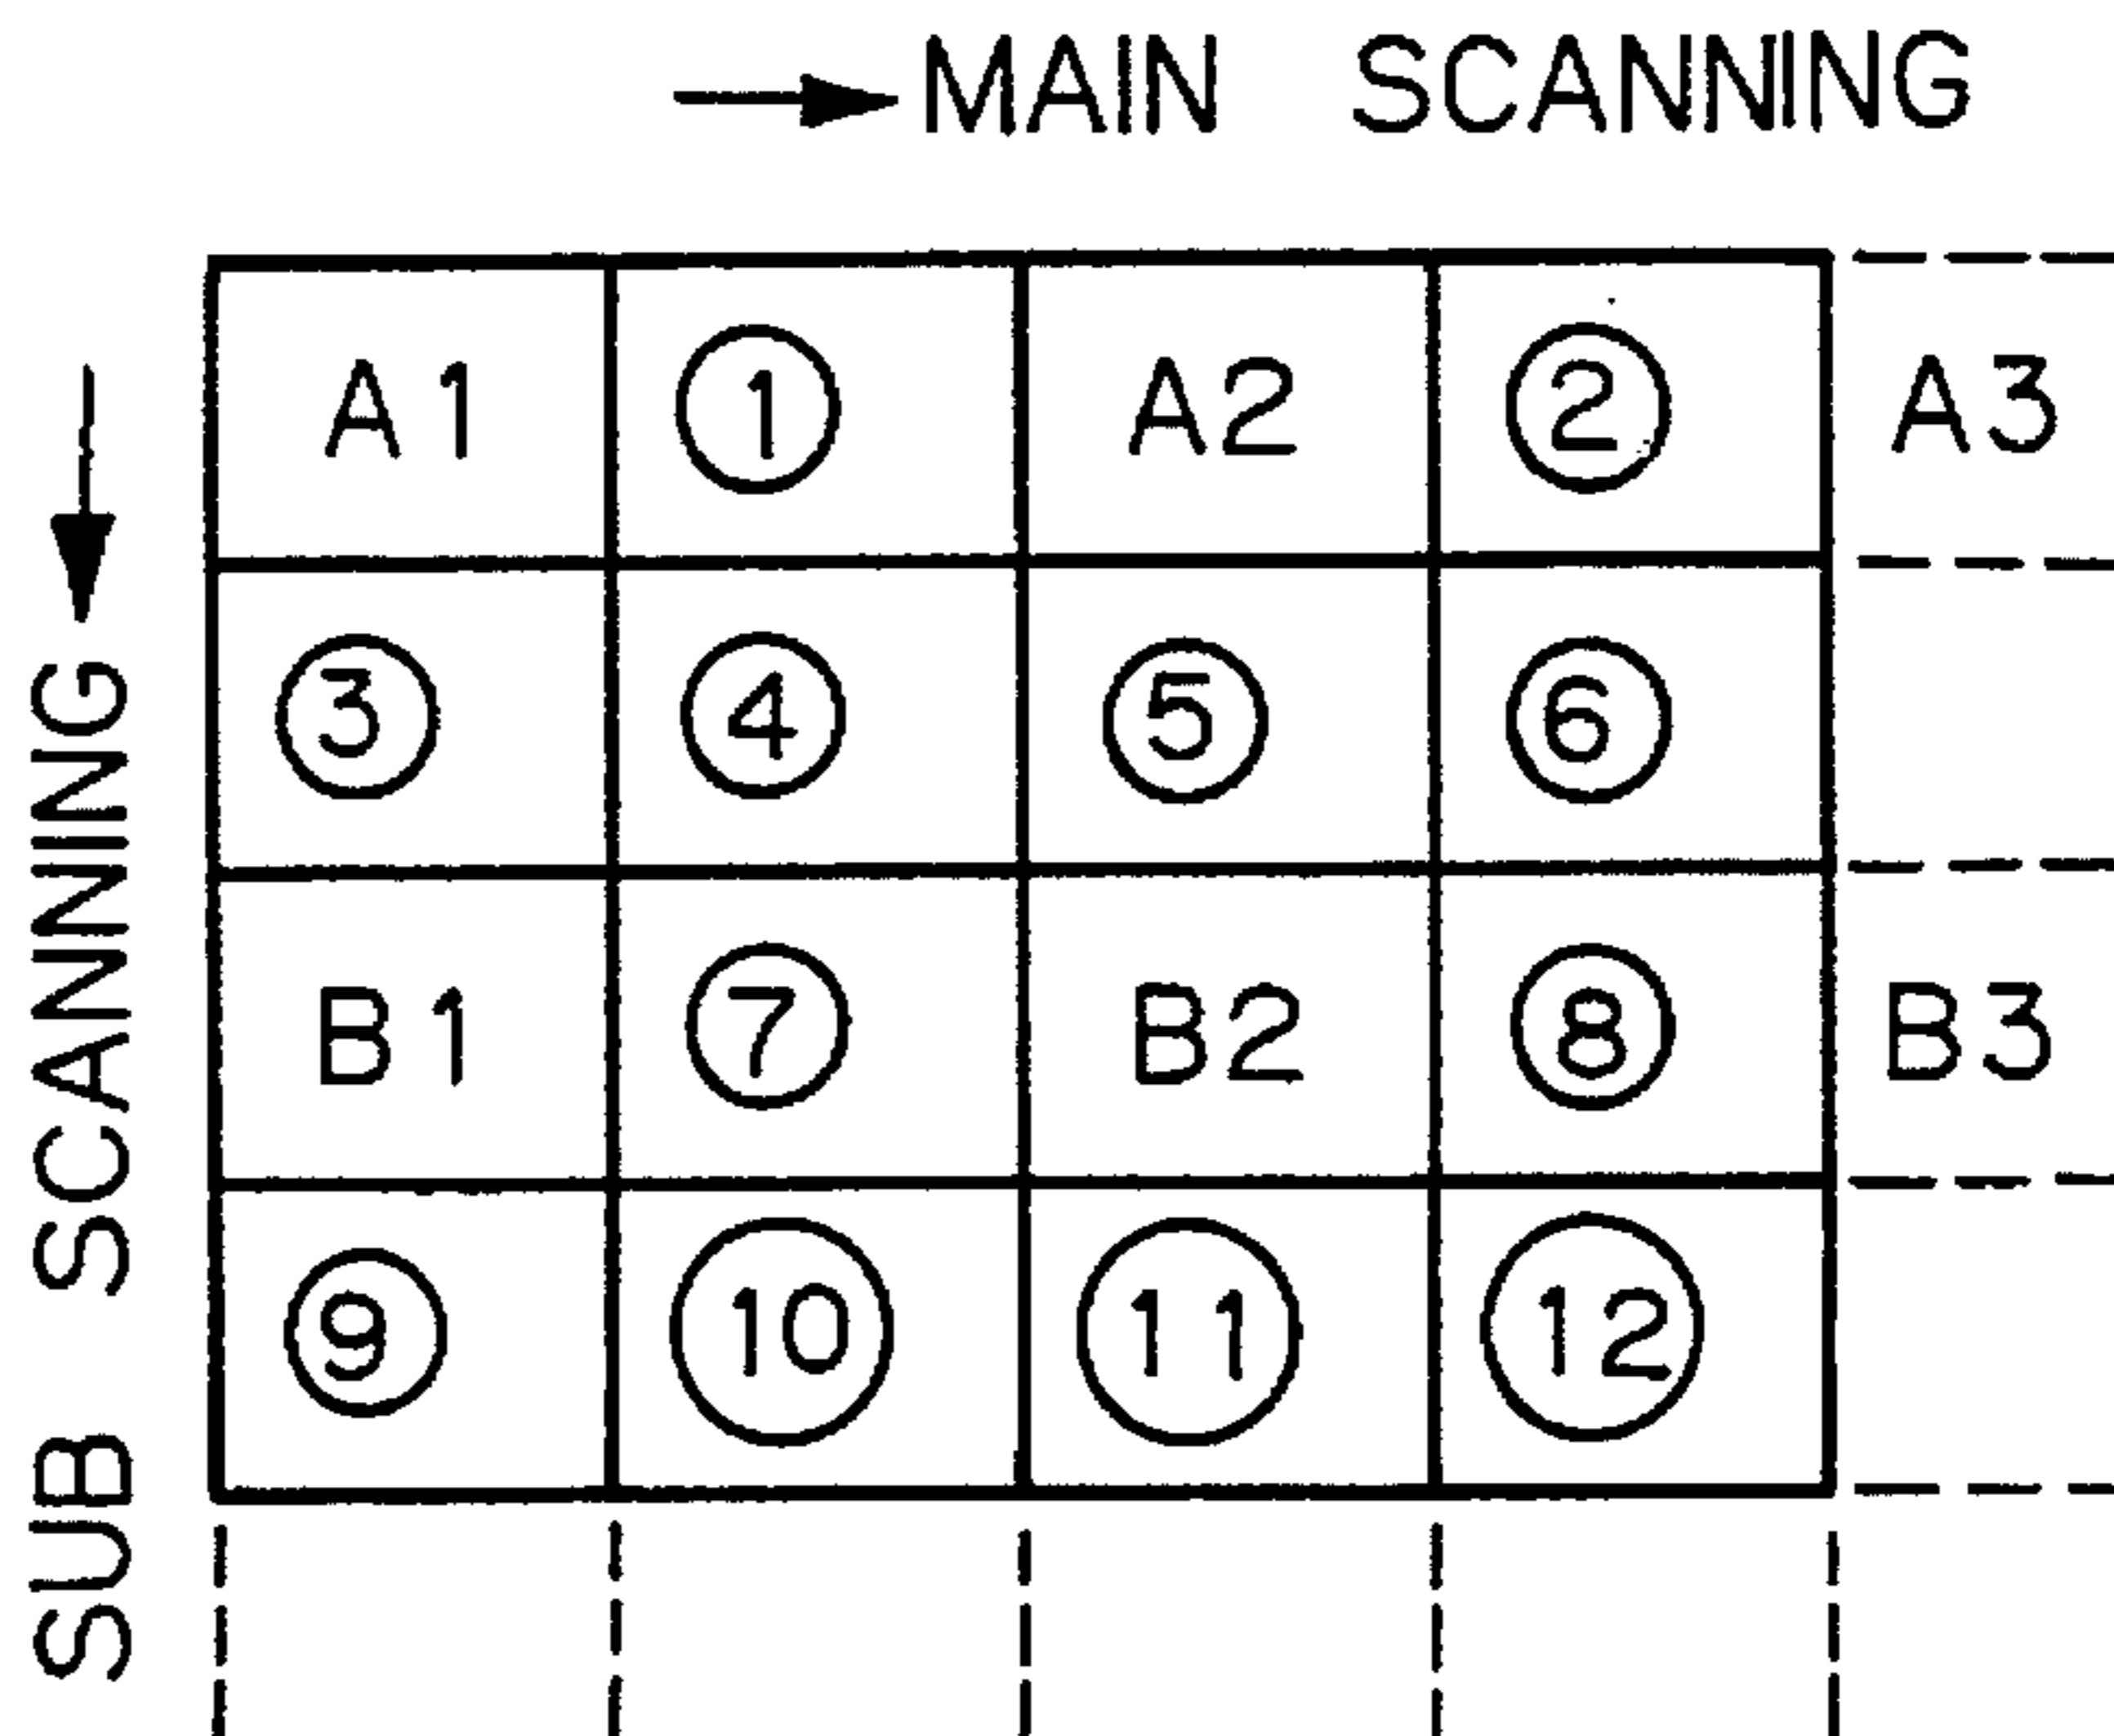 MAIN SCANNING
SUB SCANNING
A1 ① A2 ② A3
③ ④ ⑤ ⑥
B1 ⑦ B2 ⑧ B3
⑨ ⑩ ⑪ ⑫